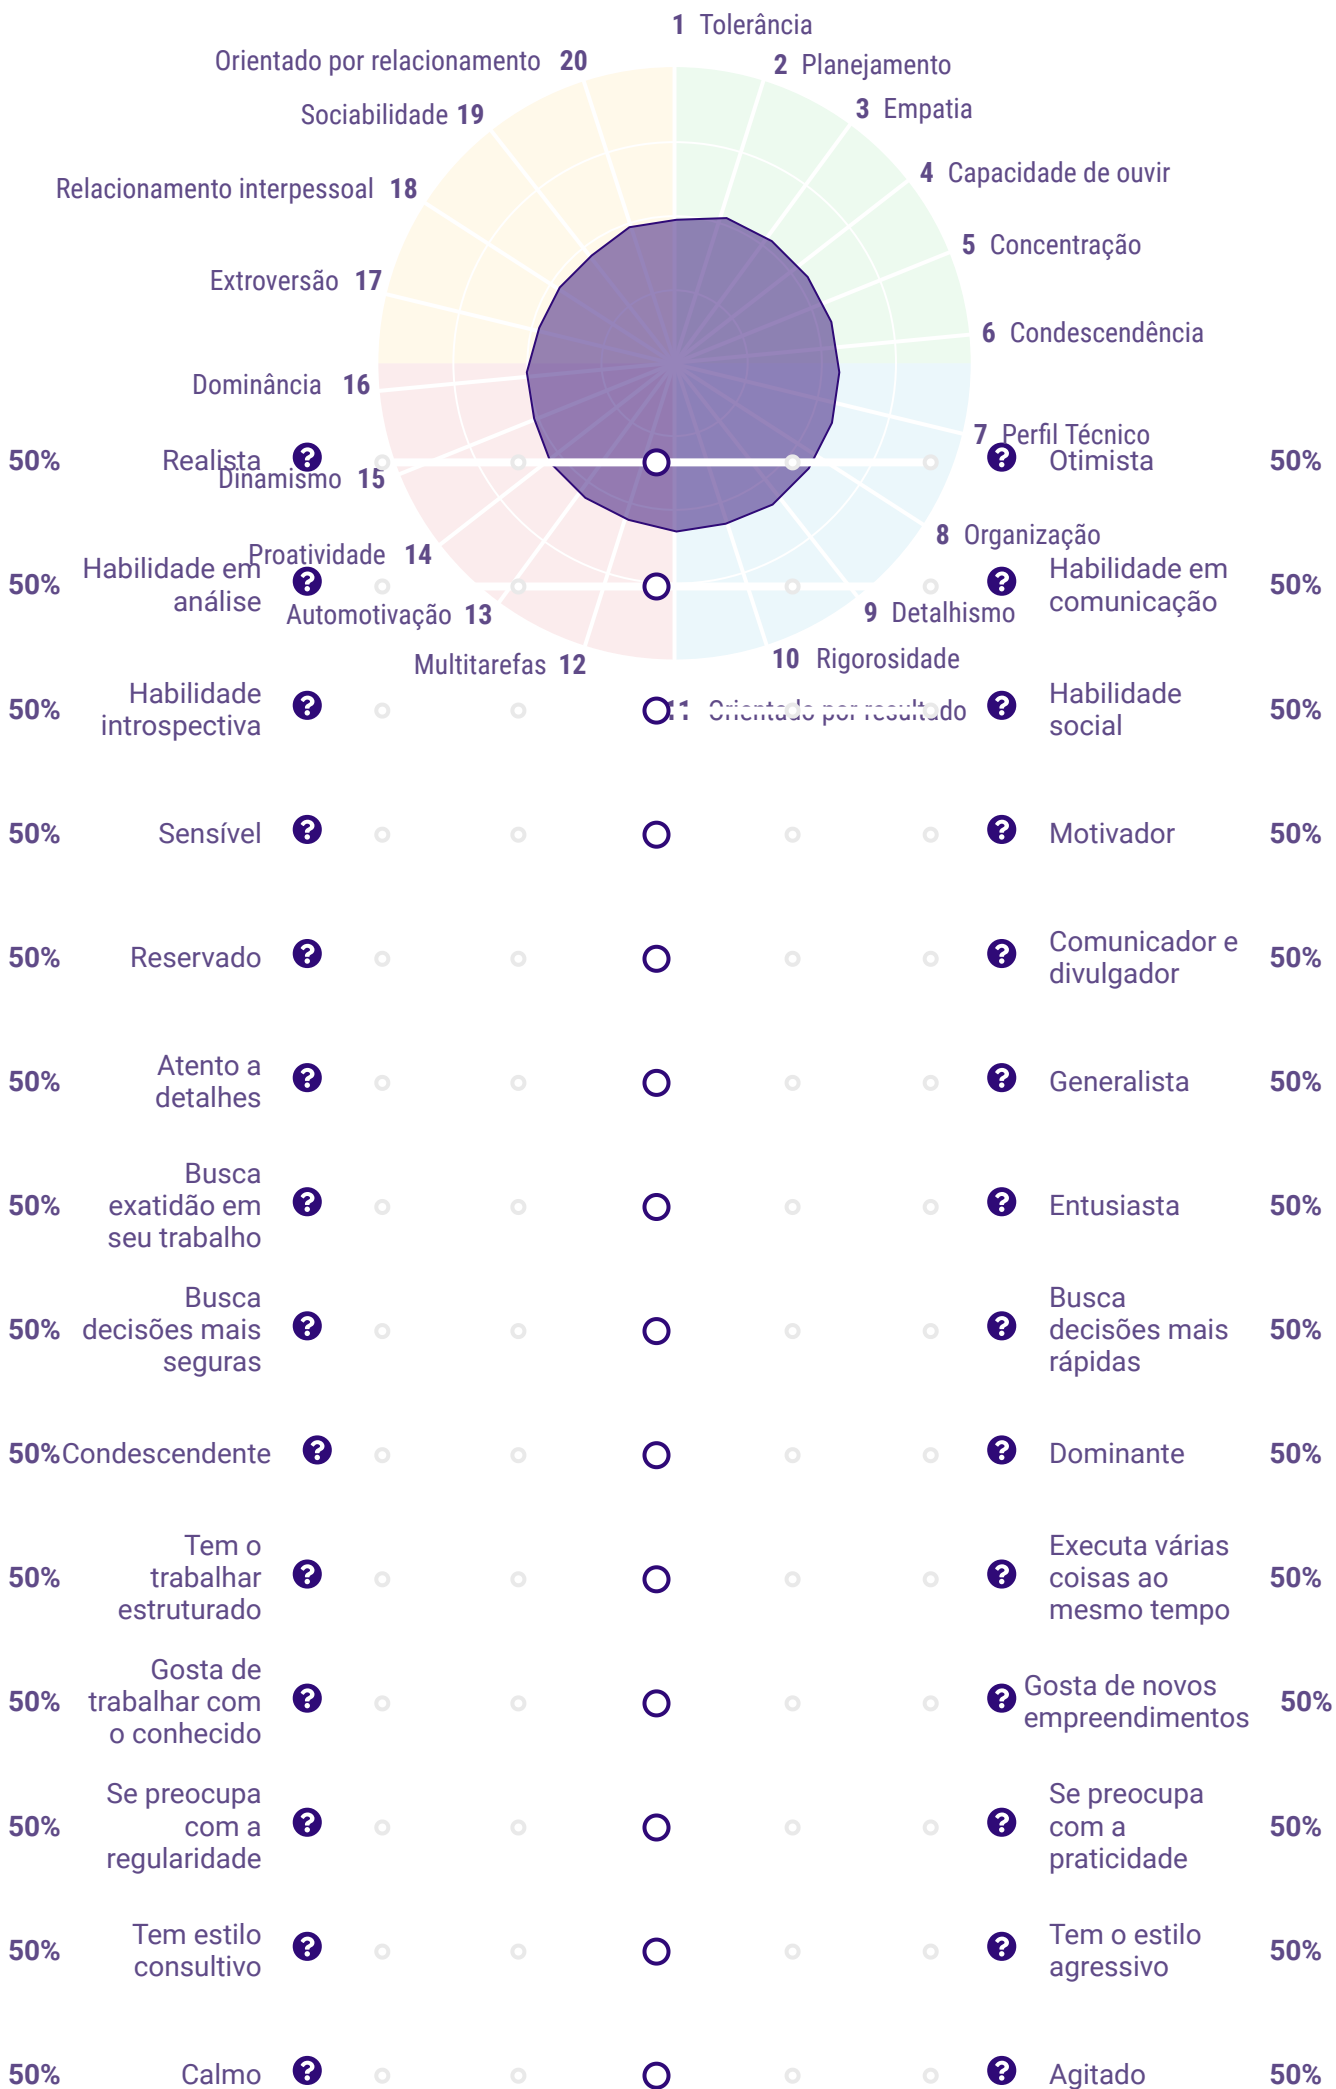 1 Tolerância
Orientado por relacionamento 20
2 Planejamento
Sociabilidade 19
3 Empatia
4 Capacidade de ouvir
Relacionamento interpessoal 18
5 Concentração
Extroversão 17
6 Condescendência
Dominância 16
7 Perfil Técnico
50% Realista ? ? Otimista 50%
Dinamismo 15
8 Organização
Proatividade 14
50% Habilidade em
análise ? ? Habilidade em
comunicação 50%
Automotivação 13
9 Detalhismo
Multitarefas 12
10 Rigorosidade
11 Orientado por resultado
50% Habilidade
introspectiva ? ? Habilidade
social 50%
50% Sensível ? ? Motivador 50%
50% Reservado ? ? Comunicador e
divulgador 50%
50% Atento a
detalhes ? ? Generalista 50%
50% Busca
exatidão em
seu trabalho ? ? Entusiasta 50%
50% Busca
decisões mais
seguras ? ? Busca
decisões mais
rápidas 50%
50% Condescendente ? ? Dominante 50%
50% Tem o
trabalhar
estruturado ? ? Executa várias
coisas ao
mesmo tempo 50%
50% Gosta de
trabalhar com
o conhecido ? ? Gosta de novos
empreendimentos 50%
50% Se preocupa
com a
regularidade ? ? Se preocupa
com a
praticidade 50%
50% Tem estilo
consultivo ? ? Tem o estilo
agressivo 50%
50% Calmo ? ? Agitado 50%